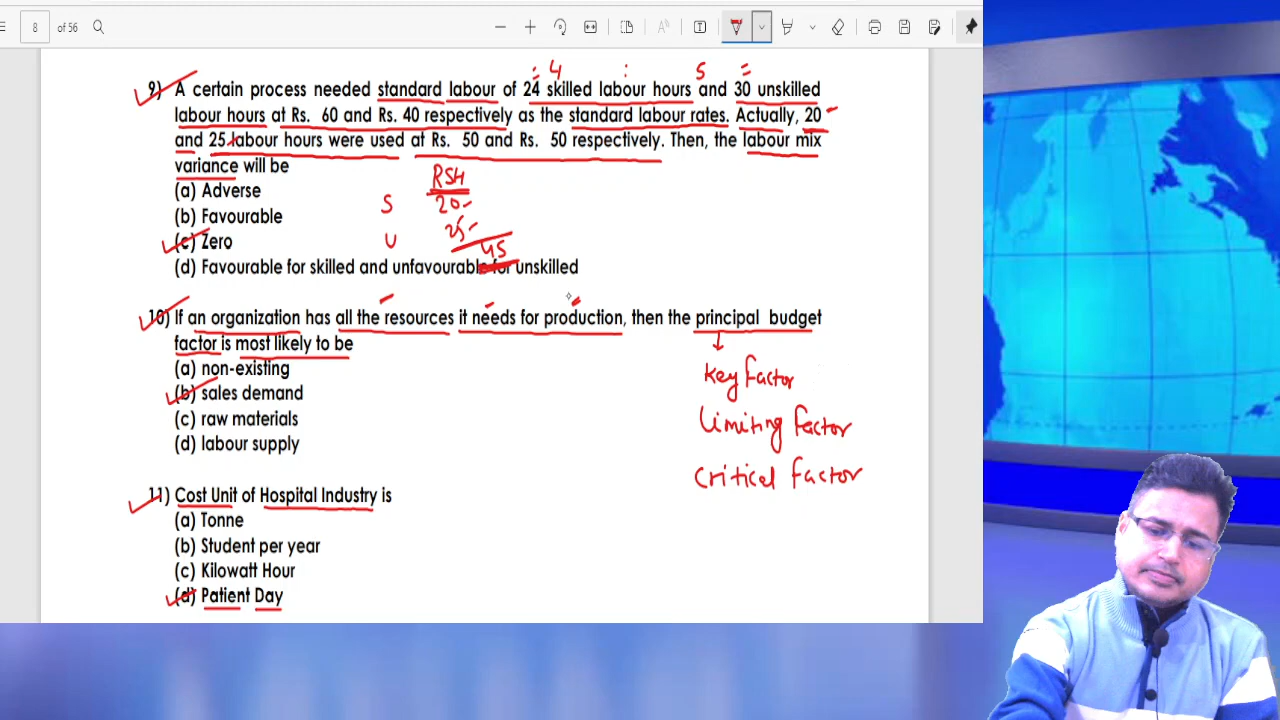 8 of 56
4 : 5
9) A certain process needed standard labour of 24 skilled labour hours and 30 unskilled
labour hours at Rs. 60 and Rs. 40 respectively as the standard labour rates. Actually, 20
and 25 labour hours were used at Rs. 50 and Rs. 50 respectively. Then, the labour mix
variance will be
RSH
(a) Adverse
S 20
(b) Favourable
25
(c) Zero
U
45
(d) Favourable for skilled and unfavourable for unskilled
10) If an organization has all the resources it needs for production, then the principal budget
factor is most likely to be
(a) non-existing
key factor
(b) sales demand
(c) raw materials
limiting factor
(d) labour supply
critical factor
11) Cost Unit of Hospital Industry is
(a) Tonne
(b) Student per year
(c) Kilowatt Hour
(d) Patient Day